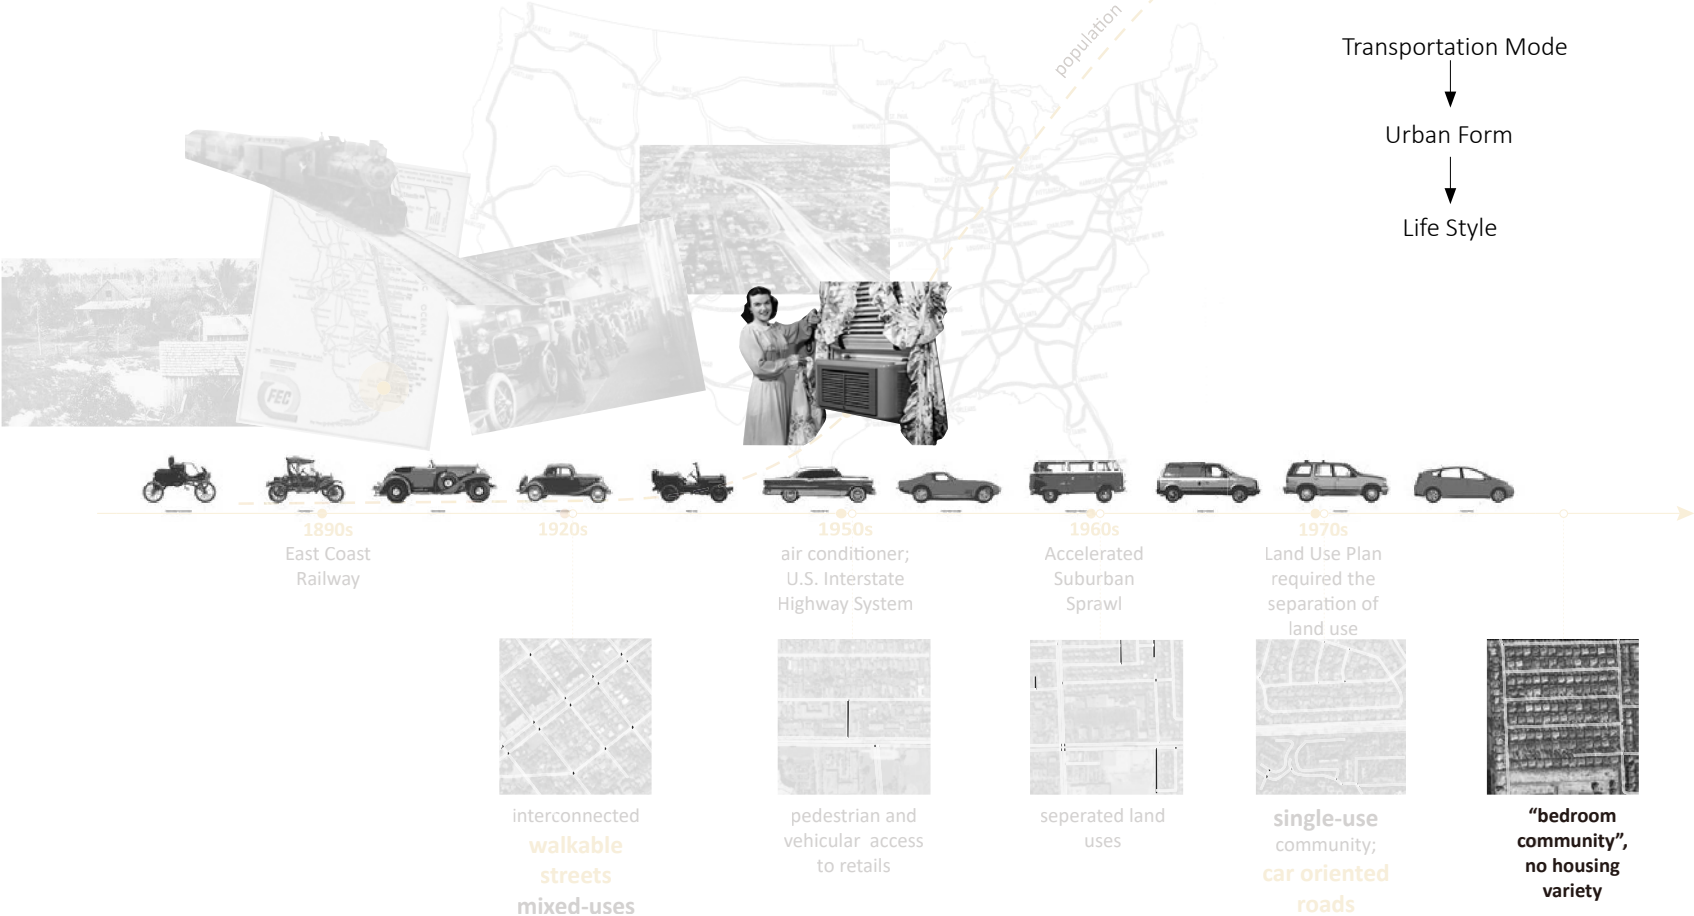 population
Transportation Mode
Urban Form
Life Style
OCEAN
FEC
1890s
East Coast
Railway
1920s
1950s
air conditioner;
U.S. Interstate
Highway System
1960s
Accelerated
Suburban
Sprawl
1970s
Land Use Plan
required the
separation of
land use
interconnected
walkable
streets
mixed-uses
pedestrian and
vehicular access
to retails
seperated land
uses
single-use
community;
car oriented
roads
“bedroom
community”,
no housing
variety